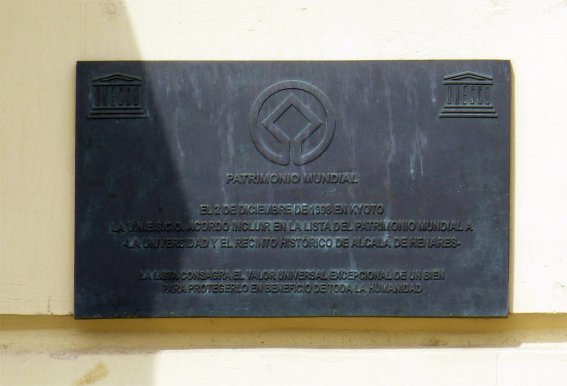 UNESCO UNESCO
PATRIMONIO MUNDIAL
EL 2 DE DICIEMBRE DE 1998 EN KYOTO
LA U.N.E.S.C.O. ACORDÓ INCLUIR EN LA LISTA DEL PATRIMONIO MUNDIAL A
-LA UNIVERSIDAD Y EL RECINTO HISTÓRICO DE ALCALÁ DE HENARES-
LA LISTA CONSAGRA EL VALOR UNIVERSAL EXCEPCIONAL DE UN BIEN
PARA PROTEGERLO EN BENEFICIO DE TODA LA HUMANIDAD